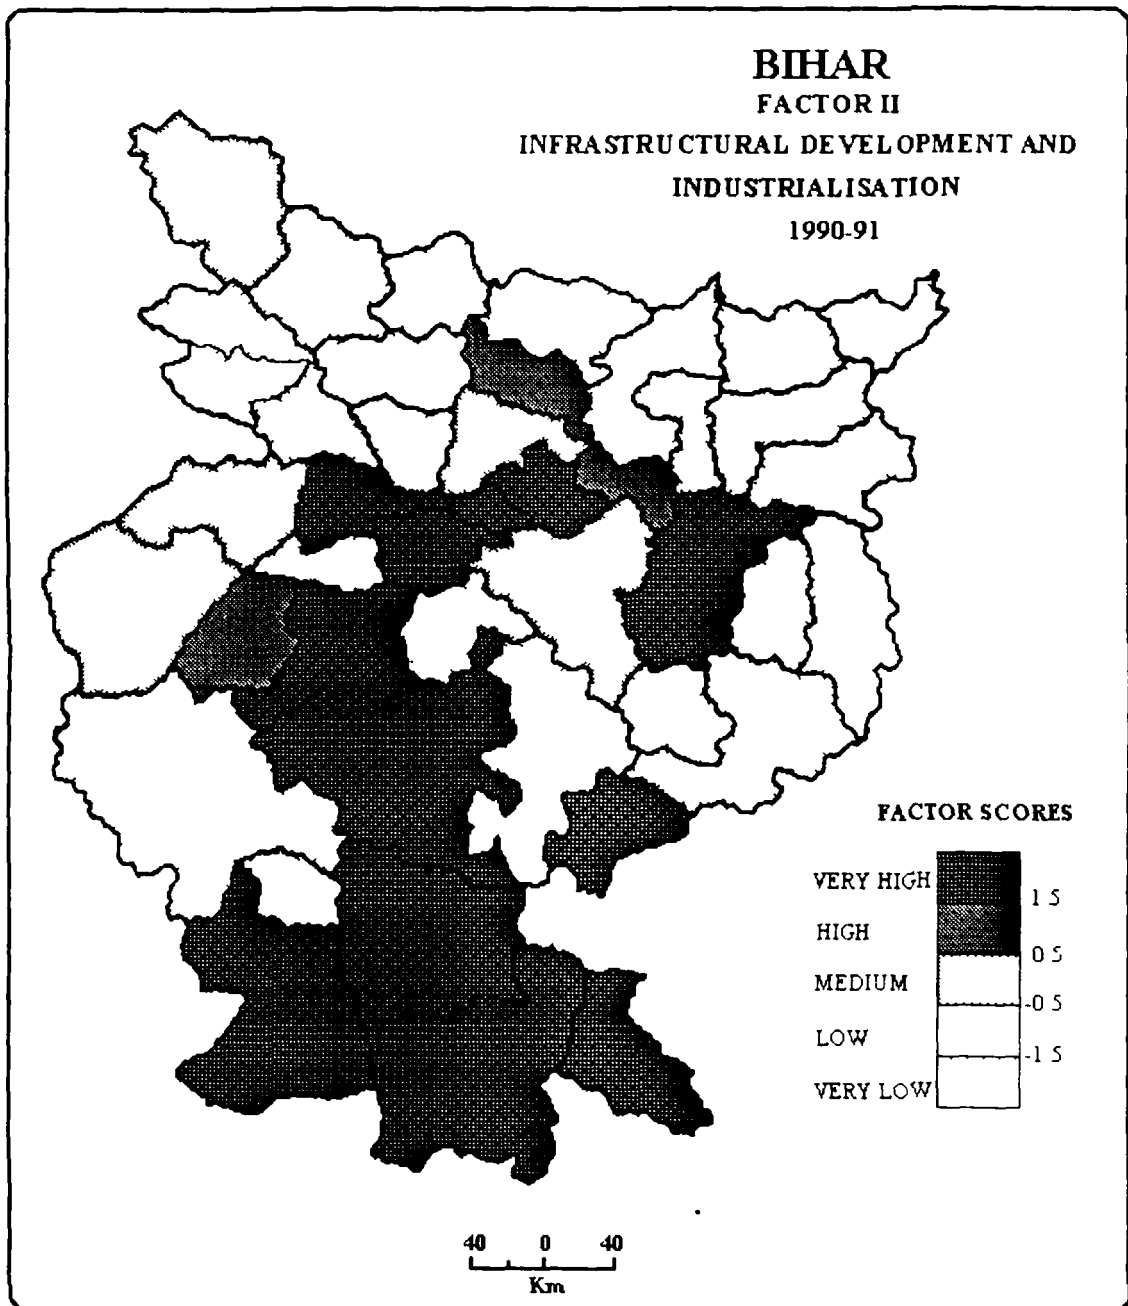 BIHAR
FACTOR II
INFRASTRUCTURAL DEVELOPMENT AND
INDUSTRIALISATION
1990-91
FACTOR SCORES
VERY HIGH
1 5
HIGH
0 5
MEDIUM
-0 5
LOW
-1 5
VERY LOW
40 0 40
Km